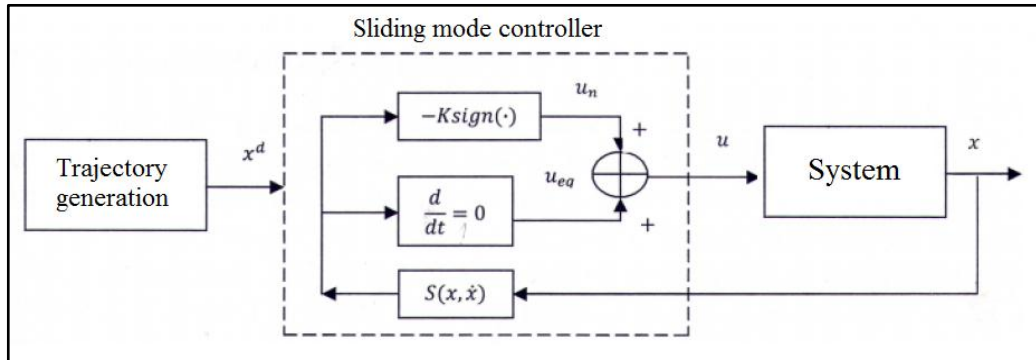 Sliding mode controller
Trajectory
generation
x^d
−Ksign(·)
u_n
+
d/dt = 0
u_eq
+
S(x, ẋ)
u
System
x